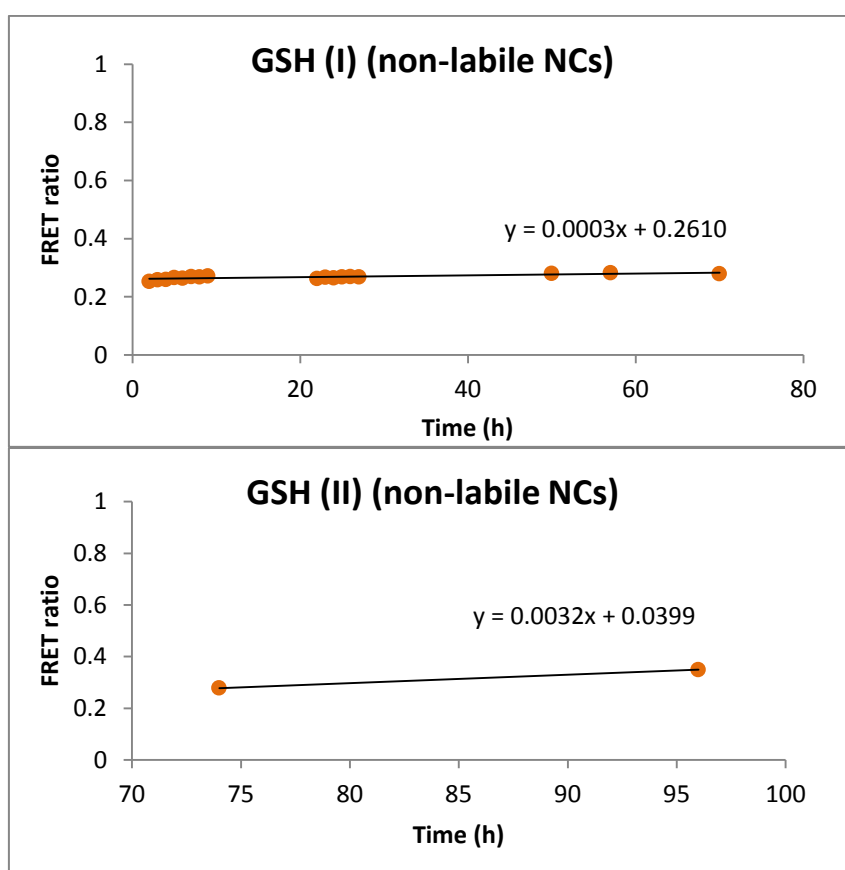 GSH (I) (non-labile NCs)
1
0.8
0.6
0.4
0.2
0
FRET ratio
y = 0.0003x + 0.2610
0 20 40 60 80
Time (h)
GSH (II) (non-labile NCs)
1
0.8
0.6
0.4
0.2
0
FRET ratio
y = 0.0032x + 0.0399
70 75 80 85 90 95 100
Time (h)